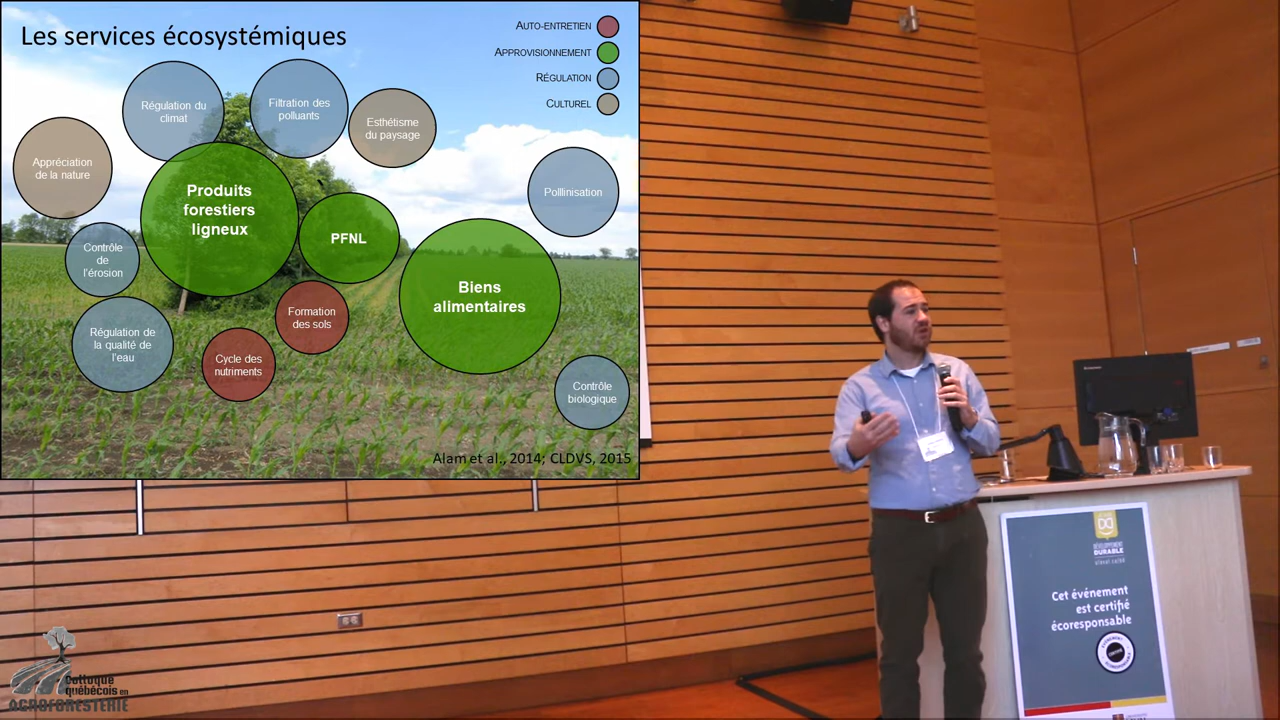 Les services écosystémiques
AUTO-ENTRETIEN
APPROVISIONNEMENT
RÉGULATION
CULTUREL
Régulation du
climat
Filtration des
polluants
Esthétisme
du paysage
Appréciation
de la nature
Produits
forestiers
ligneux
PFNL
Polllinisation
Contrôle
de
l'érosion
Biens
alimentaires
Formation
des sols
Régulation de
la qualité de
l'eau
Cycle des
nutriments
Contrôle
biologique
Alam et al., 2014; CLDVS, 2015
DÉVELOPPEMENT
DURABLE
Cet événement
est certifié
écoresponsable
Colloque
québécois en
AGROFORESTERIE